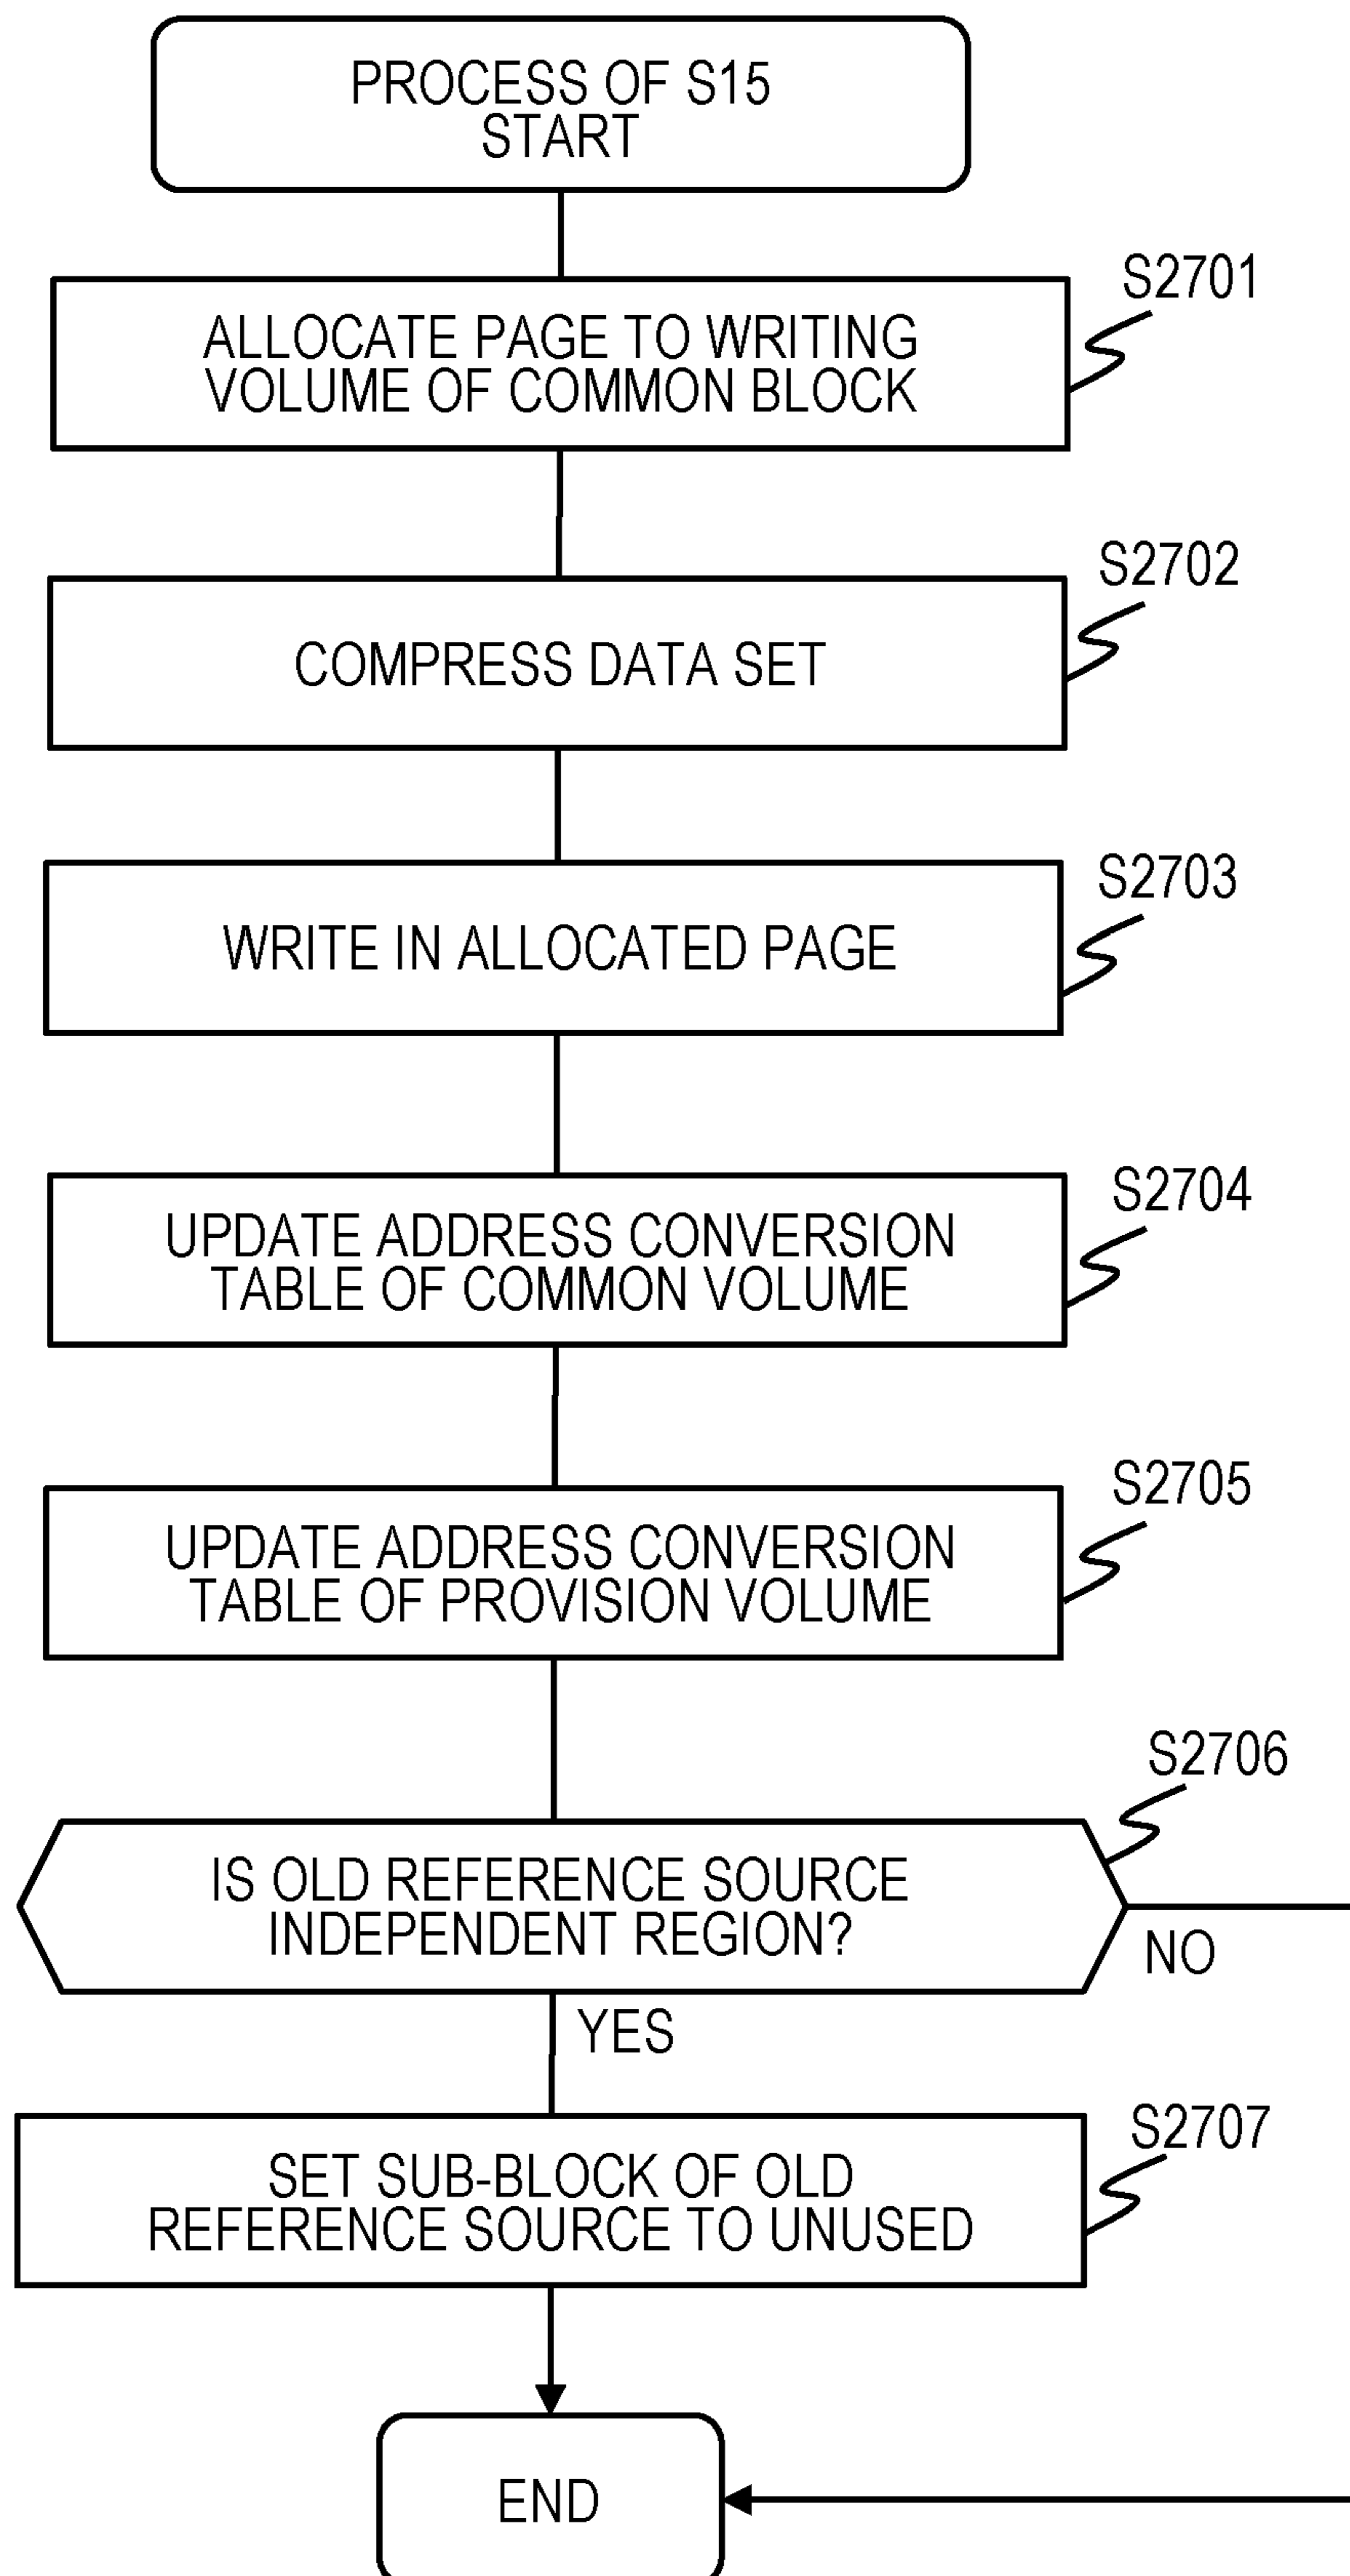 PROCESS OF S15
START
S2701
ALLOCATE PAGE TO WRITING
VOLUME OF COMMON BLOCK
S2702
COMPRESS DATA SET
S2703
WRITE IN ALLOCATED PAGE
S2704
UPDATE ADDRESS CONVERSION
TABLE OF COMMON VOLUME
S2705
UPDATE ADDRESS CONVERSION
TABLE OF PROVISION VOLUME
S2706
IS OLD REFERENCE SOURCE
INDEPENDENT REGION?
NO
YES
S2707
SET SUB-BLOCK OF OLD
REFERENCE SOURCE TO UNUSED
END